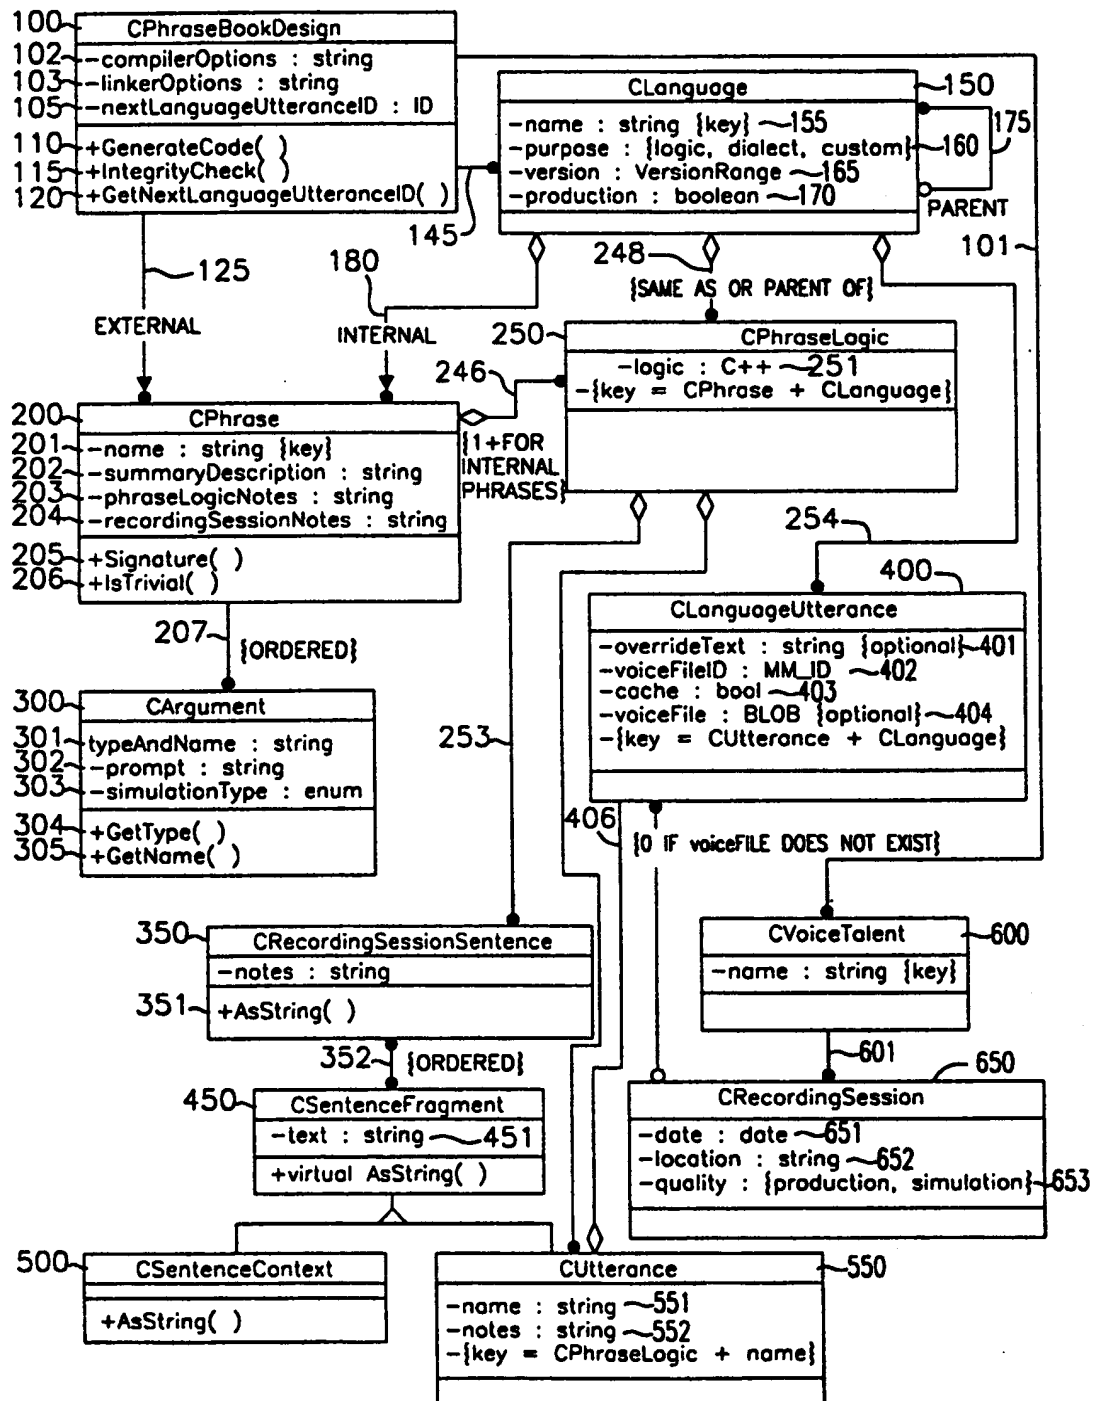 100 CPhraseBookDesign
102 -compilerOptions : string
103 -linkerOptions : string
105 -nextLanguageUtteranceID : ID
110 +GenerateCode( )
115 +IntegrityCheck( )
120 +GetNextLanguageUtteranceID( )
CLanguage 150
-name : string {key} 155
-purpose : {logic, dialect, custom} 160
-version : VersionRange 165
-production : boolean 170
175
PARENT
145
101
125
EXTERNAL
180
INTERNAL
248
{SAME AS OR PARENT OF}
250 CPhraseLogic
-logic : C++ 251
-{key = CPhrase + CLanguage}
246
{1+FOR
INTERNAL
PHRASES}
200 CPhrase
201 -name : string {key}
202 -summaryDescription : string
203 -phraseLogicNotes : string
204 -recordingSessionNotes : string
205 +Signature( )
206 +IsTrivial( )
207
{ORDERED}
254
400
CLanguageUtterance
-overrideText : string {optional} 401
-voiceFileID : MM_ID 402
-cache : bool 403
-voiceFile : BLOB {optional} 404
-{key = CUtterance + CLanguage}
300 CArgument
301 typeAndName : string
302 -prompt : string
303 -simulationType : enum
304 +GetType( )
305 +GetName( )
253
406
{0 IF voiceFILE DOES NOT EXIST}
350 CRecordingSessionSentence
-notes : string
351 +AsString( )
352
{ORDERED}
CVoiceTalent 600
-name : string {key}
601
650
CRecordingSession
-date : date 651
-location : string 652
-quality : {production, simulation} 653
450 CSentenceFragment
-text : string 451
+virtual AsString( )
500 CSentenceContext
+AsString( )
CUtterance 550
-name : string 551
-notes : string 552
-{key = CPhraseLogic + name}